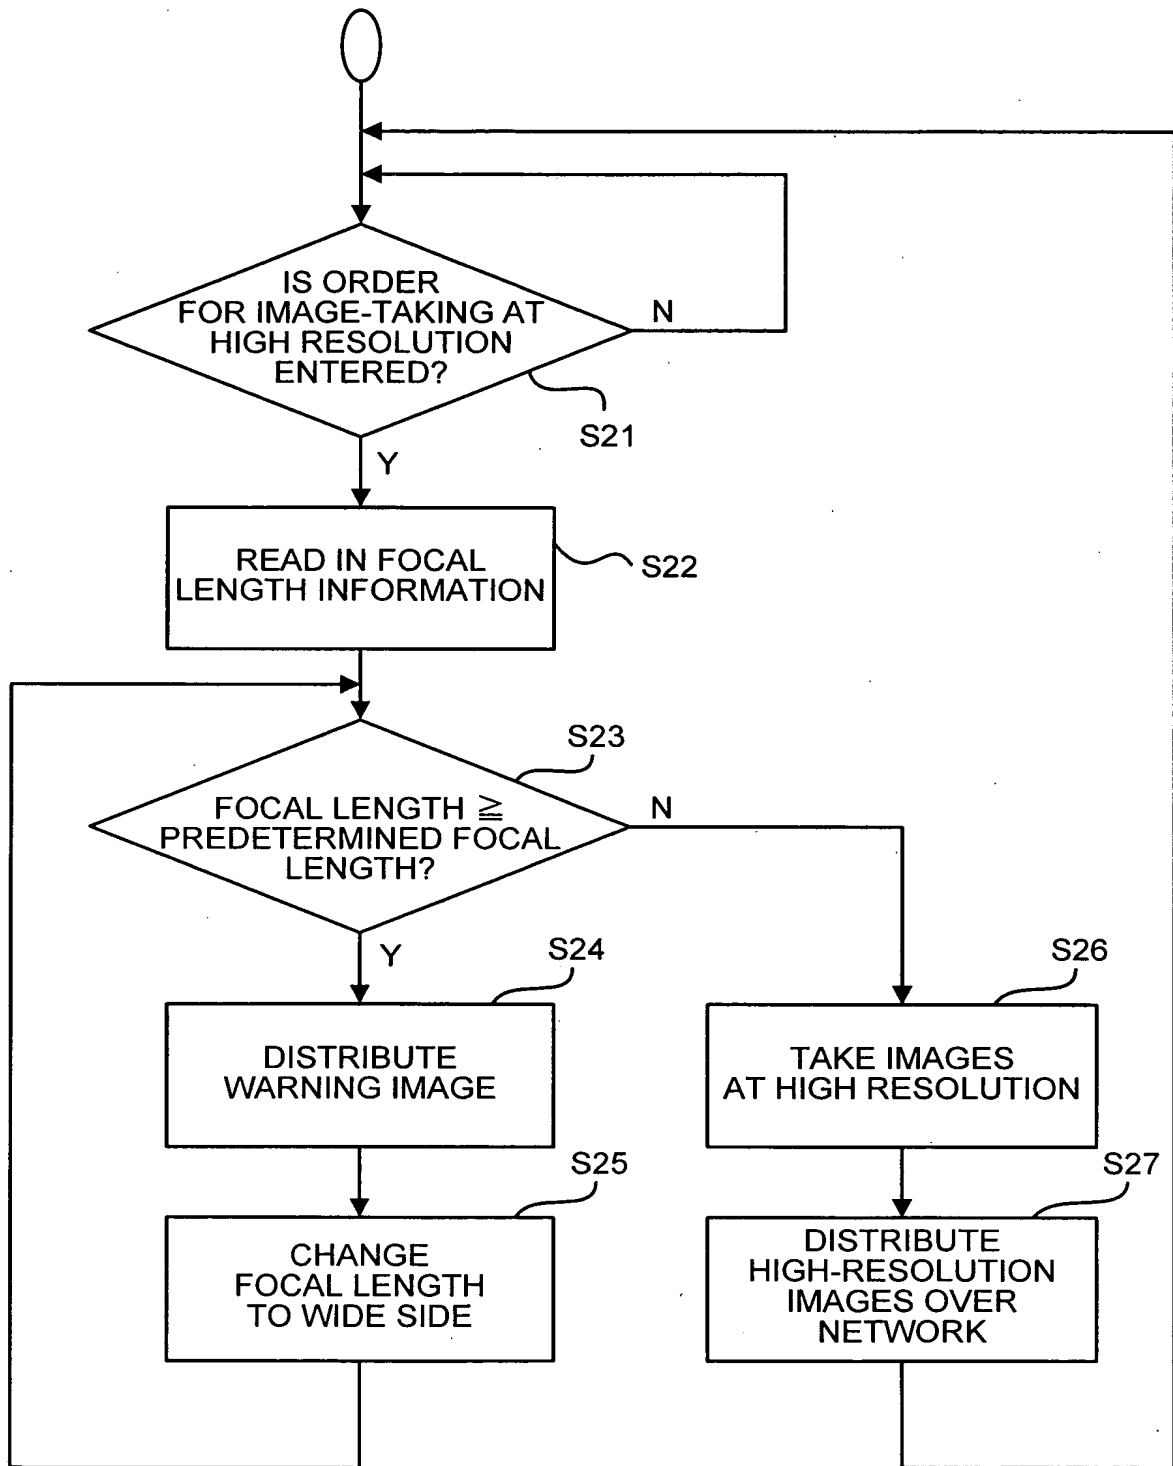 IS ORDER
FOR IMAGE-TAKING AT
HIGH RESOLUTION
ENTERED?
N
S21
Y
READ IN FOCAL
LENGTH INFORMATION
S22
S23
FOCAL LENGTH ≧
PREDETERMINED FOCAL
LENGTH?
N
Y
S24
DISTRIBUTE
WARNING IMAGE
S26
TAKE IMAGES
AT HIGH RESOLUTION
S25
CHANGE
FOCAL LENGTH
TO WIDE SIDE
S27
DISTRIBUTE
HIGH-RESOLUTION
IMAGES OVER
NETWORK